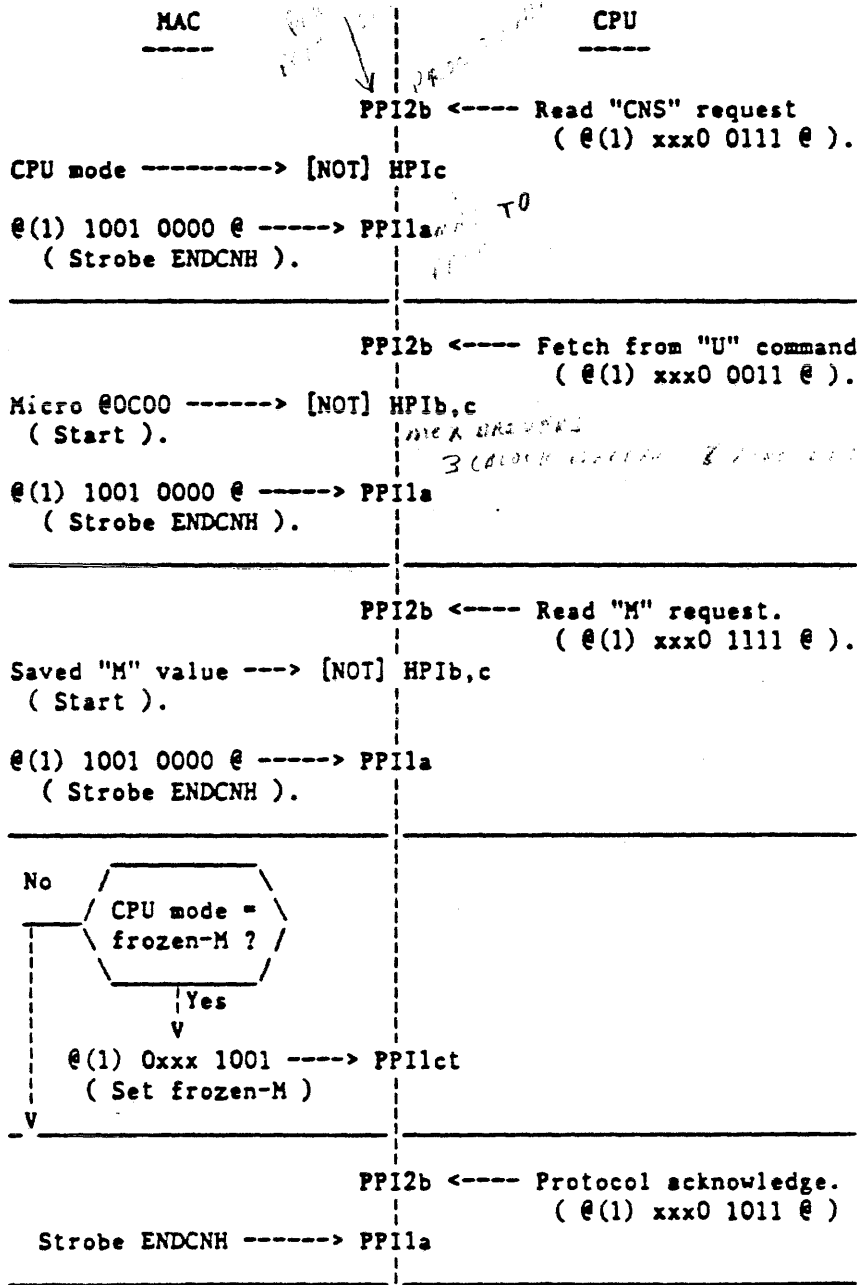 MAC CPU
PPI2b <---- Read "CNS" request
( @(1) xxx0 0111 @ ).
CPU mode ---------> [NOT] HPIc
TO
@(1) 1001 0000 @ -----> PPI1a
( Strobe ENDCNH ).
PPI2b <---- Fetch from "U" command
( @(1) xxx0 0011 @ ).
Micro @0C00 ------> [NOT] HPIb,c
( Start ).
3
@(1) 1001 0000 @ -----> PPI1a
( Strobe ENDCNH ).
PPI2b <---- Read "M" request.
( @(1) xxx0 1111 @ ).
Saved "M" value ---> [NOT] HPIb,c
( Start ).
@(1) 1001 0000 @ -----> PPI1a
( Strobe ENDCNH ).
No
CPU mode =
frozen-M ?
Yes
V
@(1) 0xxx 1001 ----> PPI1ct
( Set frozen-M )
V
PPI2b <---- Protocol acknowledge.
( @(1) xxx0 1011 @ )
Strobe ENDCNH ------> PPI1a